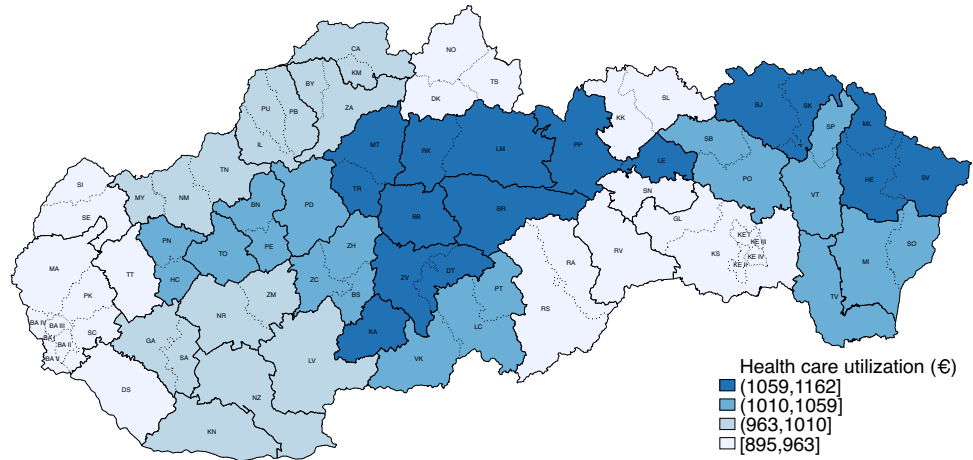 NO
CA
KM
TS
BY
DK
SL
ZA
PU
PB
KK
BJ
SK
SP
ML
IL
MT
RK
LM
PP
SB
LE
PO
HE
SV
TN
TR
SI
MY
NM
BN
PD
SN
VT
SE
BB
BR
GL
PN
TO
PE
ZH
KS
KE I
KE III
KE IV
KE II
SO
MA
TT
HC
ZC
BS
ZV
DT
PT
RA
RV
MI
PK
ZM
NR
RS
TV
BA IV
BA III
SC
BA I
BA II
BA V
GA
SA
LV
KA
VK
LC
DS
NZ
KN
Health care utilization (€)
(1059,1162]
(1010,1059]
(963,1010]
[895,963]